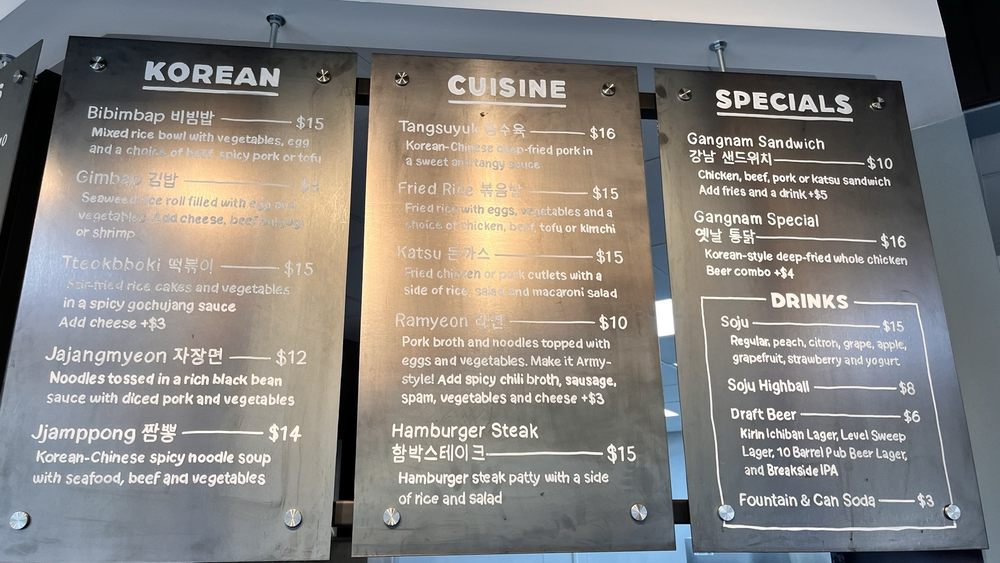 KOREAN
Bibimbap 비빔밥 $15
Mixed rice bowl with vegetables, egg
and a choice of beef, spicy pork or tofu
Gimbap 김밥
Seaweed rice roll filled with egg and
vegetables. Add cheese, beef bulgogi
or shrimp
Tteokbboki 떡볶이 $15
Stir-fried rice cakes and vegetables
in a spicy gochujang sauce
Add cheese +$3
Jajangmyeon 자장면 $12
Noodles tossed in a rich black bean
sauce with diced pork and vegetables
Jjamppong 짬뽕 $14
Korean-Chinese spicy noodle soup
with seafood, beef and vegetables
CUISINE
Tangsuyuk 탕수육 $16
Korean-Chinese deep-fried pork in
a sweet and tangy sauce
Fried Rice 볶음밥 $15
Fried rice with eggs, vegetables and a
choice of chicken, beef, tofu or kimchi
Katsu 돈까스 $15
Fried chicken or pork cutlets with a
side of rice, salad and macaroni salad
Ramyeon 라면 $10
Pork broth and noodles topped with
eggs and vegetables. Make it Army-
style! Add spicy chili broth, sausage,
spam, vegetables and cheese +$3
Hamburger Steak
함박스테이크 $15
Hamburger steak patty with a side
of rice and salad
SPECIALS
Gangnam Sandwich
강남 샌드위치 $10
Chicken, beef, pork or katsu sandwich
Add fries and a drink +$5
Gangnam Special
옛날 통닭 $16
Korean-style deep-fried whole chicken
Beer combo +$4
DRINKS
Soju $15
Regular, peach, citron, grape, apple,
grapefruit, strawberry and yogurt
Soju Highball $8
Draft Beer $6
Kirin Ichiban Lager, Level Sweep
Lager, 10 Barrel Pub Beer Lager,
and Breakside IPA
Fountain & Can Soda $3